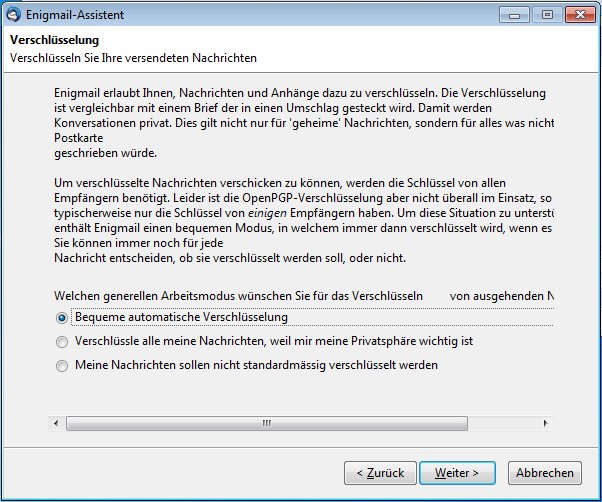 Enigmail-Assistent
Verschlüsselung
Verschlüsseln Sie Ihre versendeten Nachrichten
Enigmail erlaubt Ihnen, Nachrichten und Anhänge dazu zu verschlüsseln. Die Verschlüsselung
ist vergleichbar mit einem Brief der in einen Umschlag gesteckt wird. Damit werden
Konversationen privat. Dies gilt nicht nur für 'geheime' Nachrichten, sondern für alles was nicht
Postkarte
geschrieben würde.
Um verschlüsselte Nachrichten verschicken zu können, werden die Schlüssel von allen
Empfängern benötigt. Leider ist die OpenPGP-Verschlüsselung aber nicht überall im Einsatz, so
typischerweise nur die Schlüssel von einigen Empfängern haben. Um diese Situation zu unterstü
enthält Enigmail einen bequemen Modus, in welchem immer dann verschlüsselt wird, wenn es
Sie können immer noch für jede
Nachricht entscheiden, ob sie verschlüsselt werden soll, oder nicht.
Welchen generellen Arbeitsmodus wünschen Sie für das Verschlüsseln von ausgehenden N
Bequeme automatische Verschlüsselung
Verschlüssle alle meine Nachrichten, weil mir meine Privatsphäre wichtig ist
Meine Nachrichten sollen nicht standardmässig verschlüsselt werden
< Zurück Weiter > Abbrechen